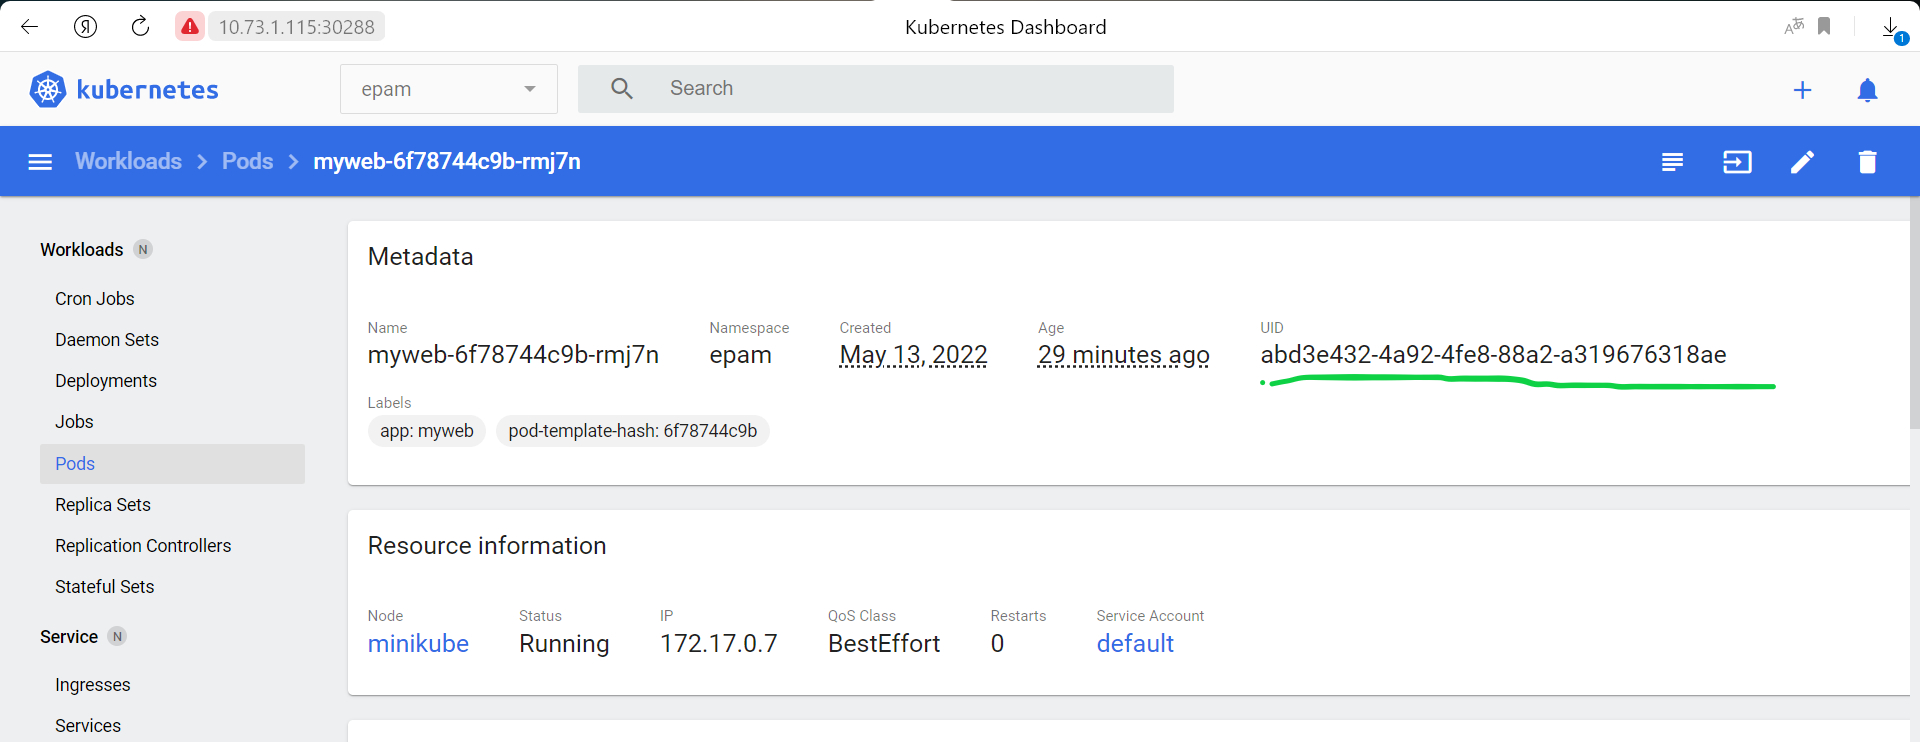 10.73.1.115:30288
Kubernetes Dashboard
1
kubernetes
epam
Search
Workloads > Pods > myweb-6f78744c9b-rmj7n
Workloads N
Cron Jobs
Daemon Sets
Deployments
Jobs
Pods
Replica Sets
Replication Controllers
Stateful Sets
Service N
Ingresses
Services
Metadata
Name Namespace Created Age UID
myweb-6f78744c9b-rmj7n epam May 13, 2022 29 minutes ago abd3e432-4a92-4fe8-88a2-a319676318ae
Labels
app: myweb pod-template-hash: 6f78744c9b
Resource information
Node Status IP QoS Class Restarts Service Account
minikube Running 172.17.0.7 BestEffort 0 default